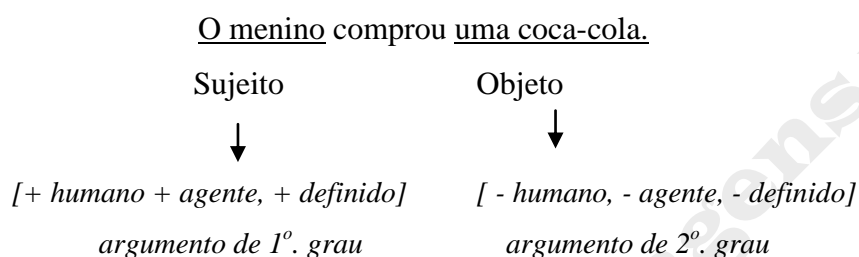 O menino comprou uma coca-cola.
Sujeito Objeto
[+ humano + agente, + definido] [ - humano, - agente, - definido]
argumento de 1º. grau argumento de 2º. grau